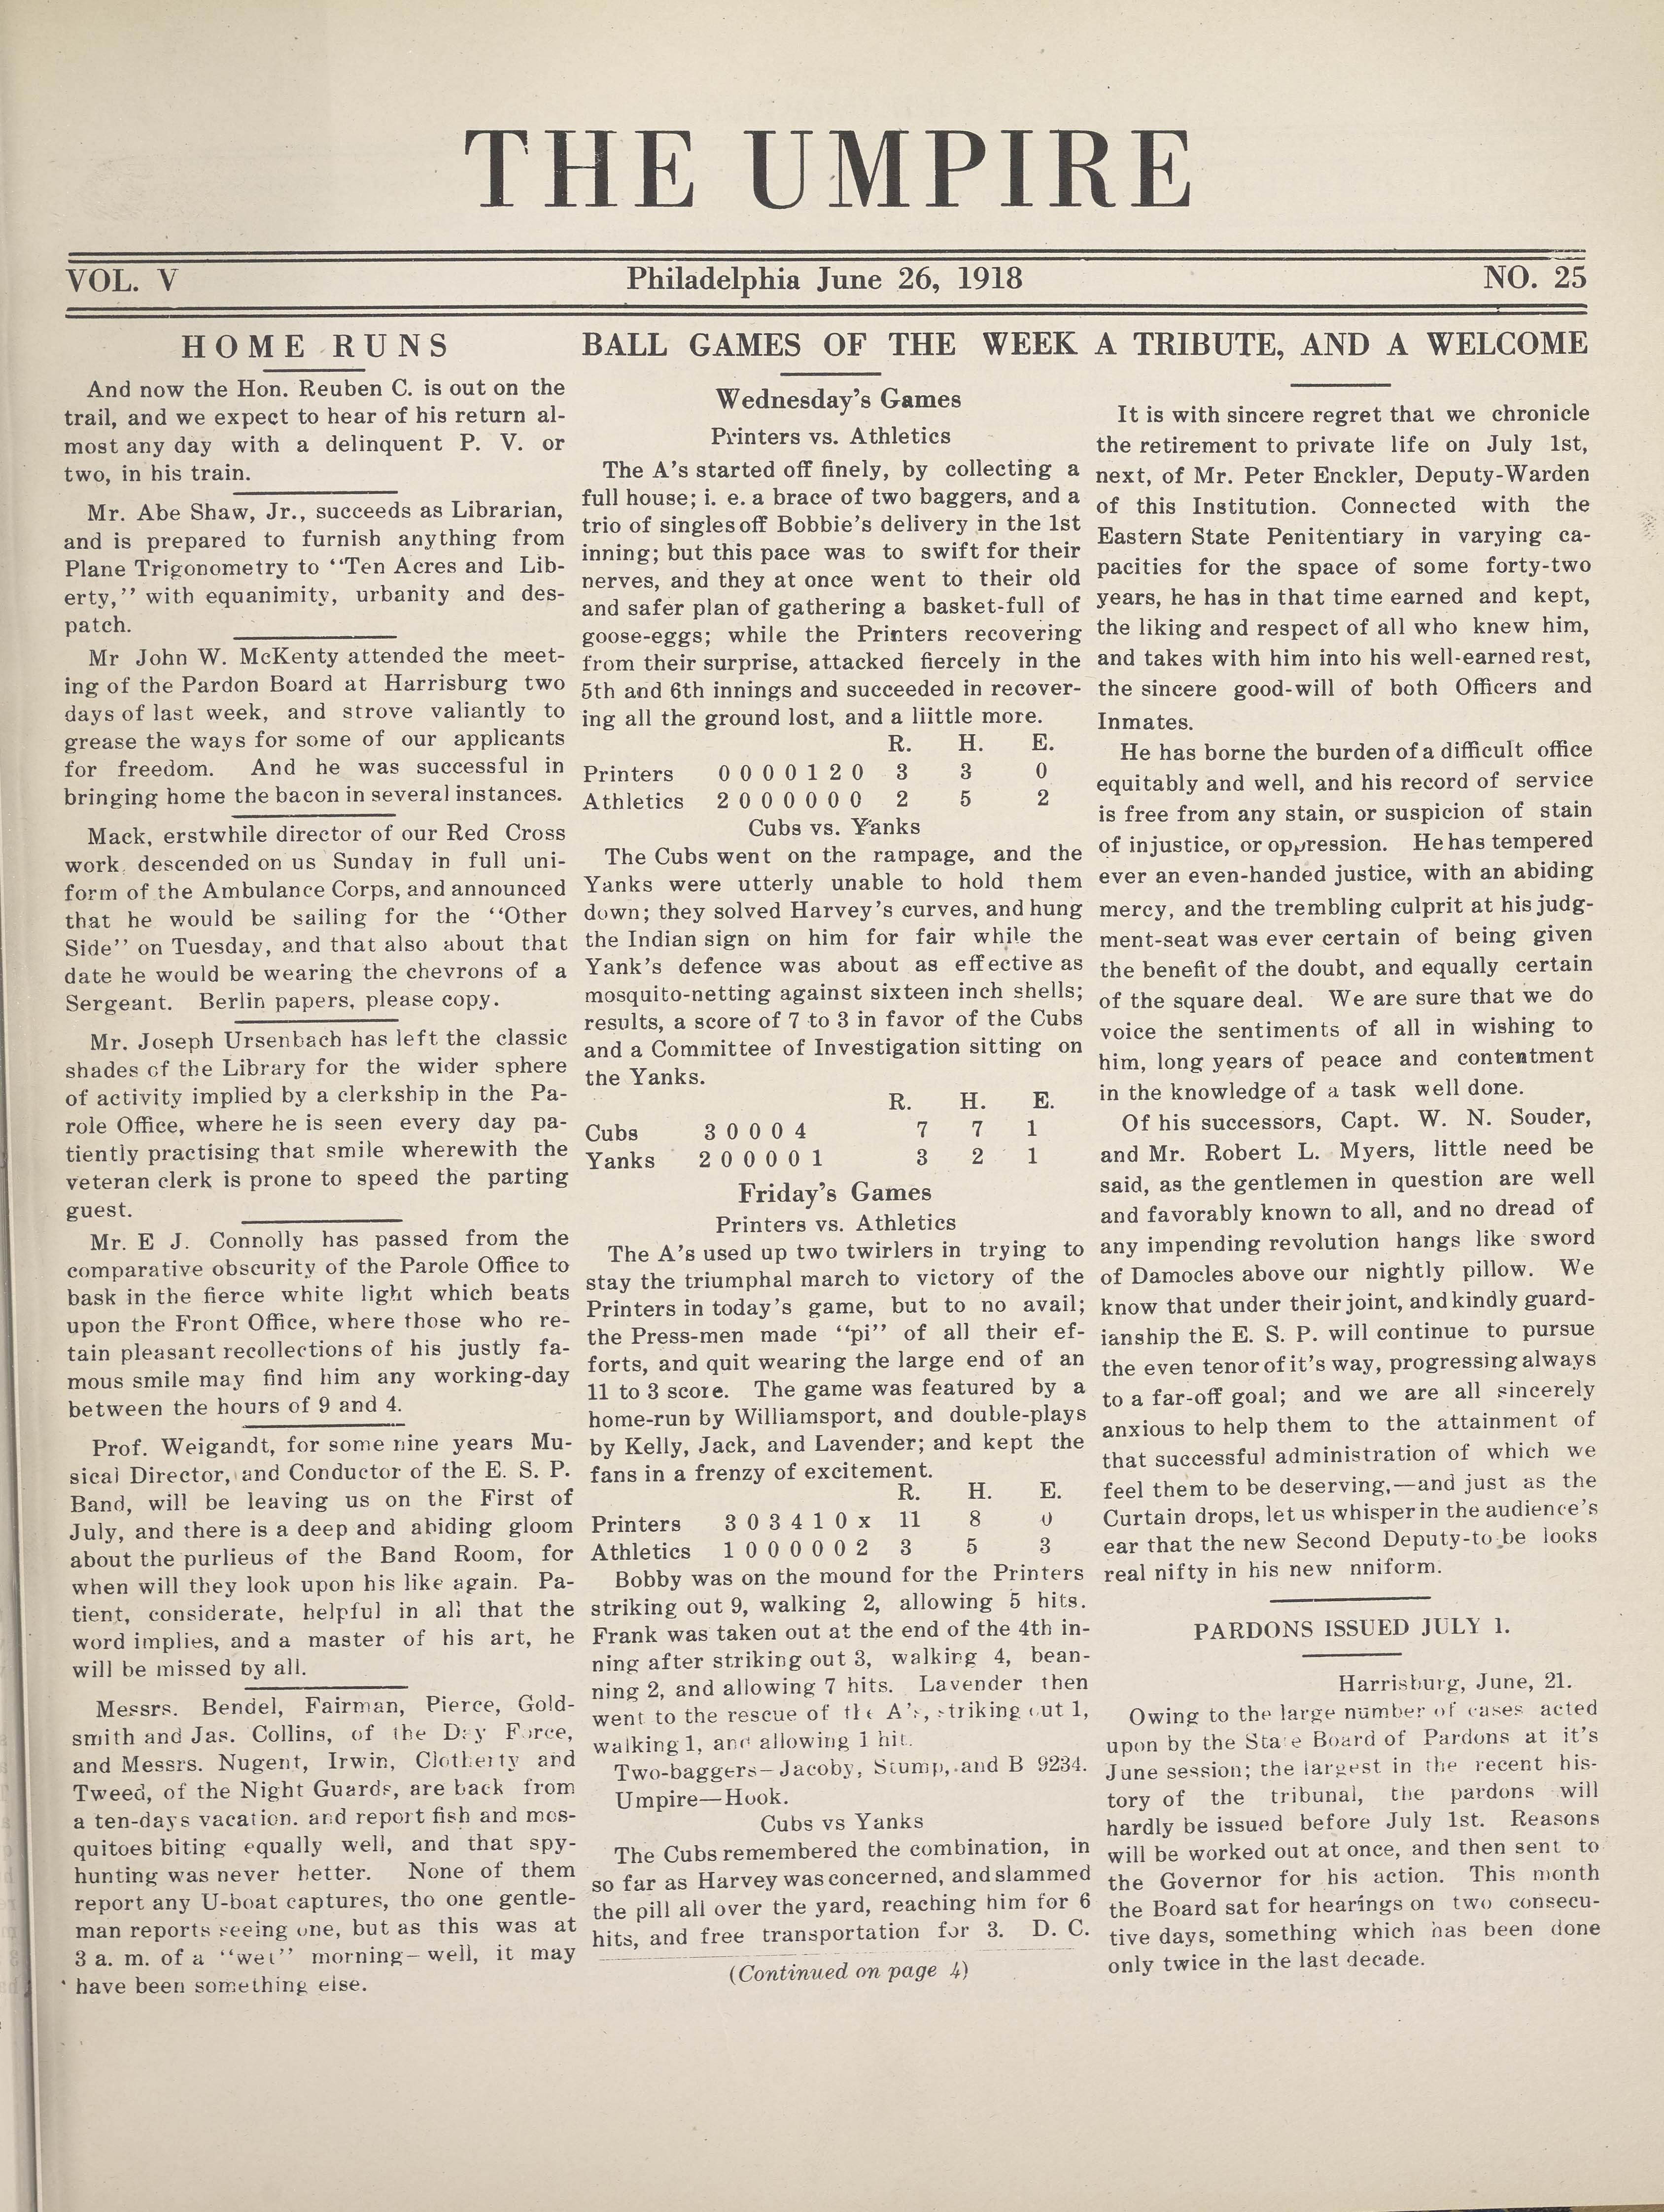 THE UMPIRE
VOL. V
Philadelphia June 26, 1918
NO. 25
HOME RUNS
And now the Hon. Reuben C. is out on the
trail, and we expect to hear of his return al-
most any day with a delinquent P. V. or
two, in his train.
Mr. Abe Shaw, Jr., succeeds as Librarian,
and is prepared to furnish anything from
Plane Trigonometry to "Ten Acres and Lib-
erty," with equanimity, urbanity and des-
patch.
Mr John W. McKenty attended the meet-
ing of the Pardon Board at Harrisburg two
days of last week, and strove valiantly to
grease the ways for some of our applicants
for freedom. And he was successful in
bringing home the bacon in several instances.
Mack, erstwhile director of our Red Cross
work, descended on us Sunday in full uni-
form of the Ambulance Corps, and announced
that he would be sailing for the "Other
Side" on Tuesday, and that also about that
date he would be wearing the chevrons of a
Sergeant. Berlin papers, please copy.
Mr. Joseph Ursenbach has left the classic
shades of the Library for the wider sphere
of activity implied by a clerkship in the Pa-
role Office, where he is seen every day pa-
tiently practising that smile wherewith the
veteran clerk is prone to speed the parting
guest.
Mr. E J. Connolly has passed from the
comparative obscurity of the Parole Office to
bask in the fierce white light which beats
upon the Front Office, where those who re-
tain pleasant recollections of his justly fa-
mous smile may find him any working-day
between the hours of 9 and 4.
Prof. Weigandt, for some nine years Mu-
sical Director, and Conductor of the E. S. P.
Band, will be leaving us on the First of
July, and there is a deep and abiding gloom
about the purlieus of the Band Room, for
when will they look upon his like again. Pa-
tient, considerate, helpful in all that the
word implies, and a master of his art, he
will be missed by all.
Messrs. Bendel, Fairman, Pierce, Gold-
smith and Jas. Collins, of the Day Force,
and Messrs. Nugent, Irwin, Clotherty and
Tweed, of the Night Guards, are back from
a ten-days vacation. and report fish and mos-
quitoes biting equally well, and that spy-
hunting was never hetter. None of them
report any U-boat captures, tho one gentle-
man reports seeing one, but as this was at
3 a. m. of a "wet" morning—well, it may
have been something else.
BALL GAMES OF THE WEEK
Wednesday's Games
Printers vs. Athletics
The A's started off finely, by collecting a
full house; i. e. a brace of two baggers, and a
trio of singles off Bobbie's delivery in the 1st
inning; but this pace was to swift for their
nerves, and they at once went to their old
and safer plan of gathering a basket-full of
goose-eggs; while the Printers recovering
from their surprise, attacked fiercely in the
5th and 6th innings and succeeded in recover-
ing all the ground lost, and a liittle more.
R. H. E.
Printers 0 0 0 0 1 2 0 3 3 0
Athletics 2 0 0 0 0 0 0 2 5 2
Cubs vs. Yanks
The Cubs went on the rampage, and the
Yanks were utterly unable to hold them
down; they solved Harvey's curves, and hung
the Indian sign on him for fair while the
Yank's defence was about as effective as
mosquito-netting against sixteen inch shells;
results, a score of 7 to 3 in favor of the Cubs
and a Committee of Investigation sitting on
the Yanks.
R. H. E.
Cubs 3 0 0 0 4 7 7 1
Yanks 2 0 0 0 0 1 3 2 1
Friday's Games
Printers vs. Athletics
The A's used up two twirlers in trying to
stay the triumphal march to victory of the
Printers in today's game, but to no avail;
the Press-men made "pi" of all their ef-
forts, and quit wearing the large end of an
11 to 3 score. The game was featured by a
home-run by Williamsport, and double-plays
by Kelly, Jack, and Lavender; and kept the
fans in a frenzy of excitement.
R. H. E.
Printers 3 0 3 4 1 0 x 11 8 0
Athletics 1 0 0 0 0 0 2 3 5 3
Bobby was on the mound for the Printers
striking out 9, walking 2, allowing 5 hits.
Frank was taken out at the end of the 4th in-
ning after striking out 3, walking 4, bean-
ning 2, and allowing 7 hits. Lavender then
went to the rescue of the A's, striking out 1,
walking 1, and allowing 1 hit.
Two-baggers—Jacoby, Stump, and B 9234.
Umpire—Hook.
Cubs vs Yanks
The Cubs remembered the combination, in
so far as Harvey was concerned, and slammed
the pill all over the yard, reaching him for 6
hits, and free transportation for 3. D. C.
(Continued on page 4)
A TRIBUTE, AND A WELCOME
It is with sincere regret that we chronicle
the retirement to private life on July 1st,
next, of Mr. Peter Enckler, Deputy-Warden
of this Institution. Connected with the
Eastern State Penitentiary in varying ca-
pacities for the space of some forty-two
years, he has in that time earned and kept,
the liking and respect of all who knew him,
and takes with him into his well-earned rest,
the sincere good-will of both Officers and
Inmates.
He has borne the burden of a difficult office
equitably and well, and his record of service
is free from any stain, or suspicion of stain
of injustice, or oppression. He has tempered
ever an even-handed justice, with an abiding
mercy, and the trembling culprit at his judg-
ment-seat was ever certain of being given
the benefit of the doubt, and equally certain
of the square deal. We are sure that we do
voice the sentiments of all in wishing to
him, long years of peace and contentment
in the knowledge of a task well done.
Of his successors, Capt. W. N. Souder,
and Mr. Robert L. Myers, little need be
said, as the gentlemen in question are well
and favorably known to all, and no dread of
any impending revolution hangs like sword
of Damocles above our nightly pillow. We
know that under their joint, and kindly guard-
ianship the E. S. P. will continue to pursue
the even tenor of it's way, progressing always
to a far-off goal; and we are all sincerely
anxious to help them to the attainment of
that successful administration of which we
feel them to be deserving,—and just as the
Curtain drops, let us whisper in the audience's
ear that the new Second Deputy-to be looks
real nifty in his new nniform.
PARDONS ISSUED JULY 1.
Harrisburg, June, 21.
Owing to the large number of cases acted
upon by the State Board of Pardons at it's
June session; the largest in the recent his-
tory of the tribunal, the pardons will
hardly be issued before July 1st. Reasons
will be worked out at once, and then sent to
the Governor for his action. This month
the Board sat for hearings on two consecu-
tive days, something which has been done
only twice in the last decade.